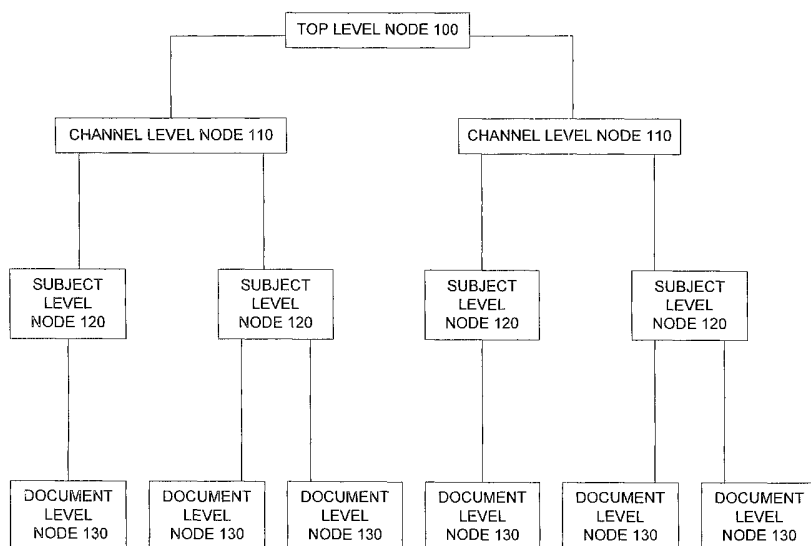 TOP LEVEL NODE 100
CHANNEL LEVEL NODE 110
CHANNEL LEVEL NODE 110
SUBJECT
LEVEL
NODE 120
SUBJECT
LEVEL
NODE 120
SUBJECT
LEVEL
NODE 120
SUBJECT
LEVEL
NODE 120
DOCUMENT
LEVEL
NODE 130
DOCUMENT
LEVEL
NODE 130
DOCUMENT
LEVEL
NODE 130
DOCUMENT
LEVEL
NODE 130
DOCUMENT
LEVEL
NODE 130
DOCUMENT
LEVEL
NODE 130